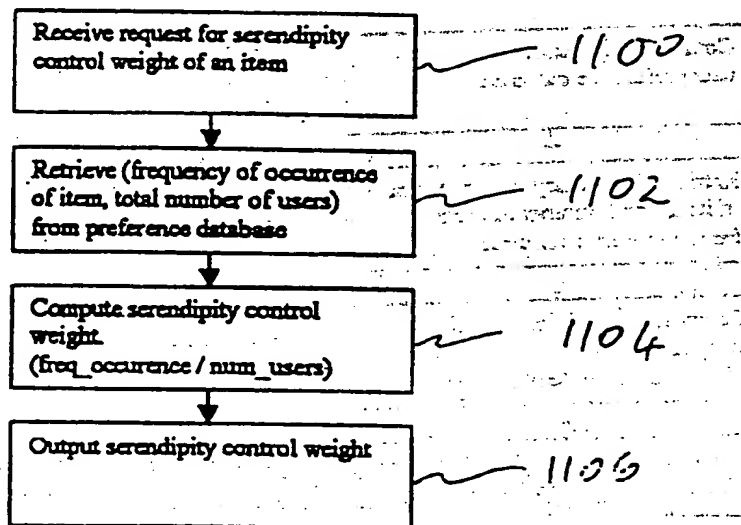 Receive request for serendipity
control weight of an item
1100
Retrieve (frequency of occurrence
of item, total number of users)
from preference database
1102
Compute serendipity control
weight.
(freq_occurence / num_users)
1104
Output serendipity control weight
1106